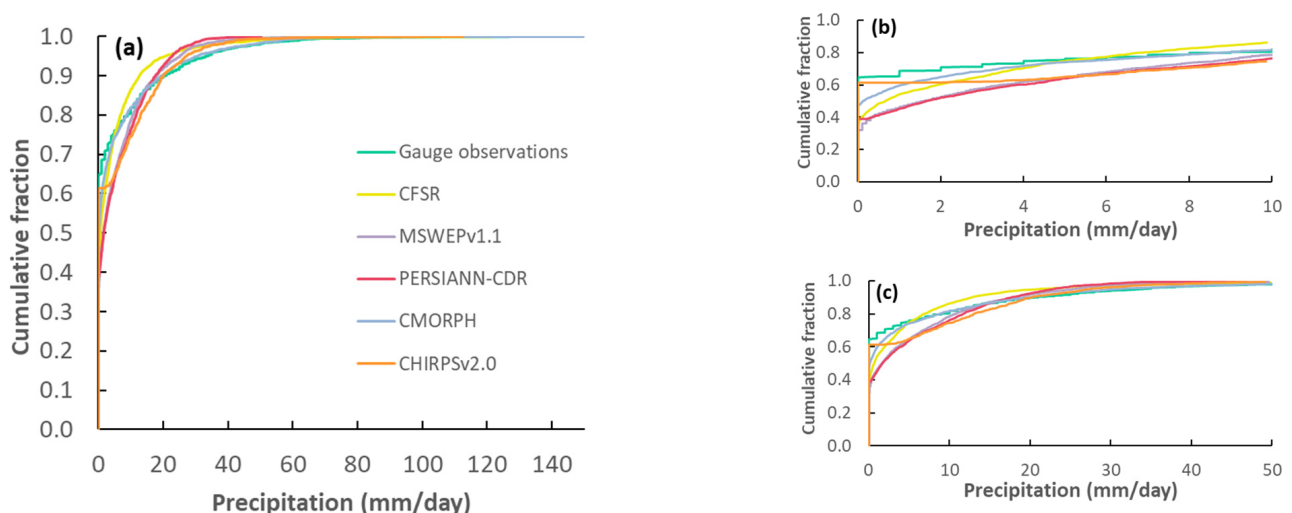 (a)
1.0
0.9
0.8
0.7
0.6
0.5
0.4
0.3
0.2
0.1
0.0
Cumulative fraction
0 20 40 60 80 100 120 140
Precipitation (mm/day)
Gauge observations
CFSR
MSWEPv1.1
PERSIANN-CDR
CMORPH
CHIRPSv2.0
(b)
1.0
0.8
0.6
0.4
0.2
0.0
Cumulative fraction
0 2 4 6 8 10
Precipitation (mm/day)
(c)
1.0
0.8
0.6
0.4
0.2
0.0
Cumulative fraction
0 10 20 30 40 50
Precipitation (mm/day)